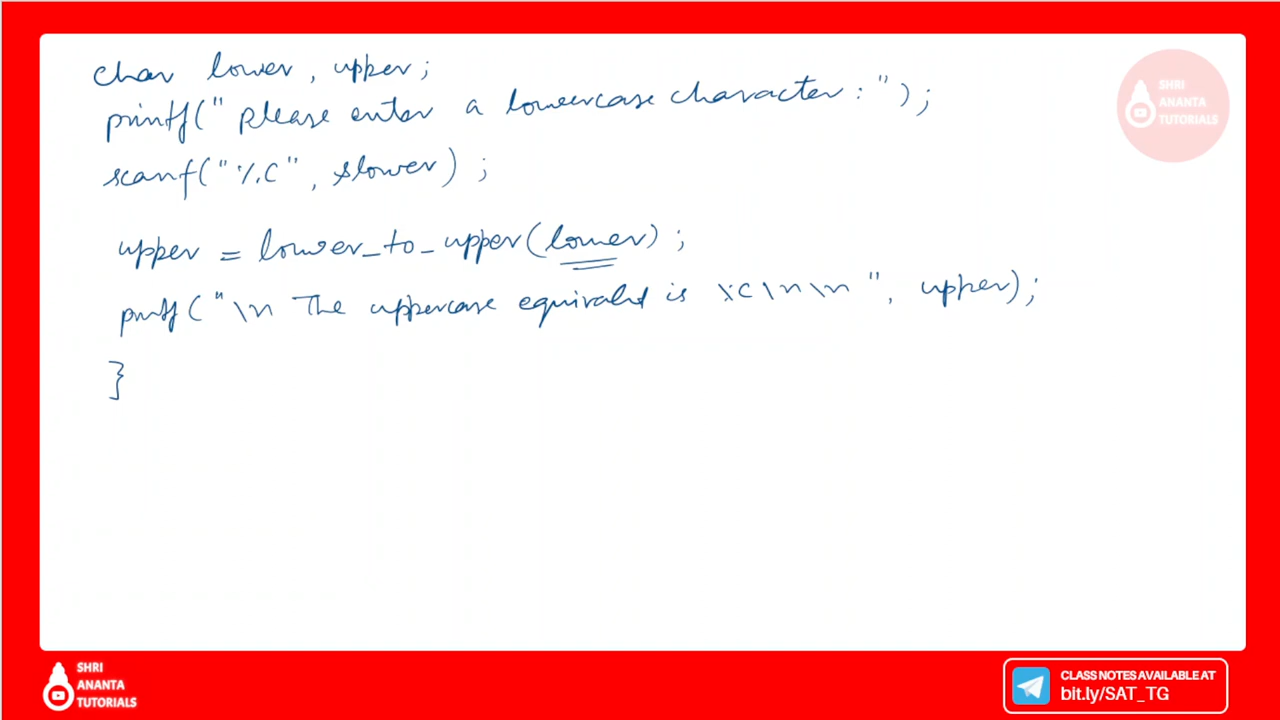 char lower, upper;
printf("please enter a lowercase character : ");
scanf("%c", &lower);
upper = lower_to_upper(lower);
printf("\n The uppercase equivalent is %c\n\n", upper);
}
SHRI
ANANTA
TUTORIALS
SHRI
ANANTA
TUTORIALS
CLASS NOTES AVAILABLE AT
bit.ly/SAT_TG